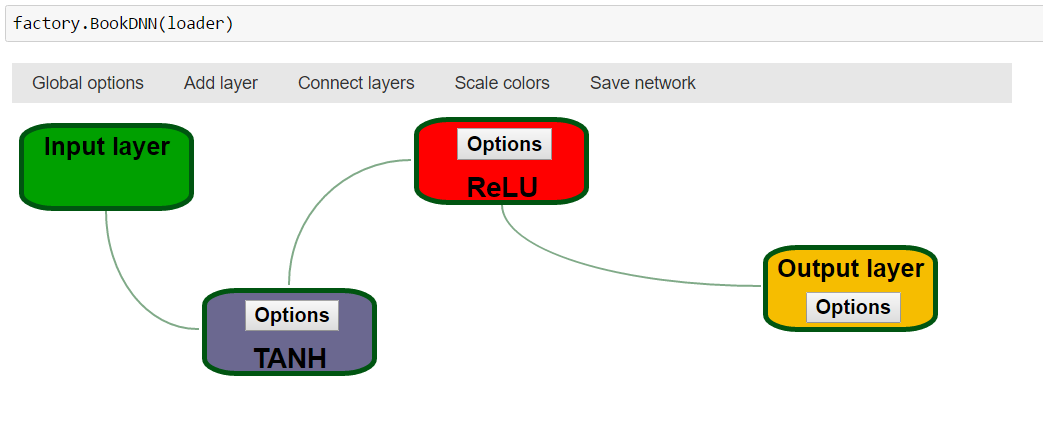 factory.BookDNN(loader)
Global options Add layer Connect layers Scale colors Save network
Input layer
Options
ReLU
Options
TANH
Output layer
Options